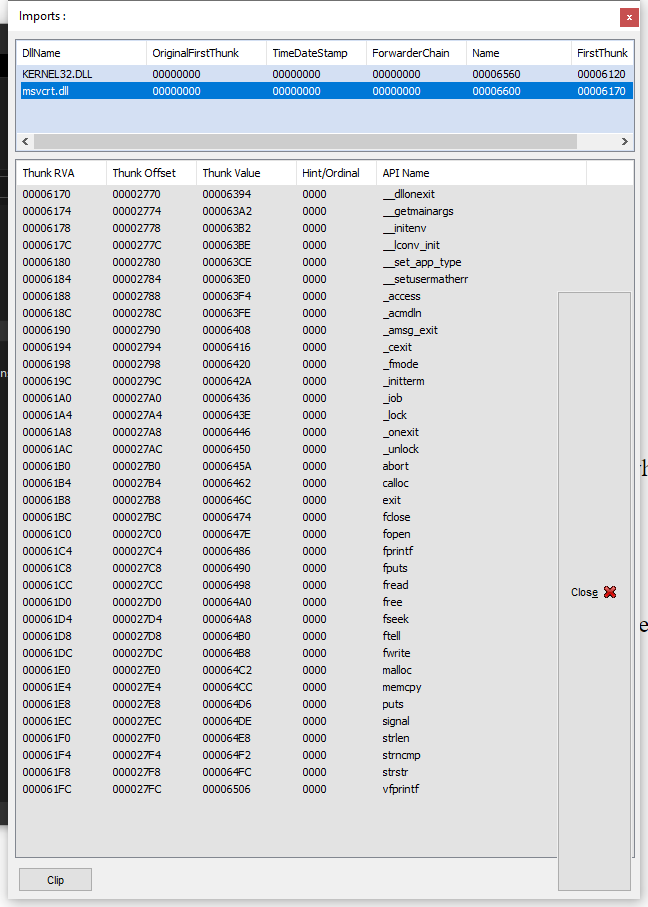 Imports :
x
DllName OriginalFirstThunk TimeDateStamp ForwarderChain Name FirstThunk
KERNEL32.DLL 00000000 00000000 00000000 00006560 00006120
msvcrt.dll 00000000 00000000 00000000 00006600 00006170
Thunk RVA Thunk Offset Thunk Value Hint/Ordinal API Name
00006170 00002770 00006394 0000 __dllonexit
00006174 00002774 000063A2 0000 __getmainargs
00006178 00002778 000063B2 0000 __initenv
0000617C 0000277C 000063BE 0000 __lconv_init
00006180 00002780 000063CE 0000 __set_app_type
00006184 00002784 000063E0 0000 __setusermatherr
00006188 00002788 000063F4 0000 _access
0000618C 0000278C 000063FE 0000 _acmdln
00006190 00002790 00006408 0000 _amsg_exit
00006194 00002794 00006416 0000 _cexit
00006198 00002798 00006420 0000 _fmode
0000619C 0000279C 0000642A 0000 _initterm
000061A0 000027A0 00006436 0000 _iob
000061A4 000027A4 0000643E 0000 _lock
000061A8 000027A8 00006446 0000 _onexit
000061AC 000027AC 00006450 0000 _unlock
000061B0 000027B0 0000645A 0000 abort
000061B4 000027B4 00006462 0000 calloc
000061B8 000027B8 0000646C 0000 exit
000061BC 000027BC 00006474 0000 fclose
000061C0 000027C0 0000647E 0000 fopen
000061C4 000027C4 00006486 0000 fprintf
000061C8 000027C8 00006490 0000 fputs
000061CC 000027CC 00006498 0000 fread
000061D0 000027D0 000064A0 0000 free
000061D4 000027D4 000064A8 0000 fseek
000061D8 000027D8 000064B0 0000 ftell
000061DC 000027DC 000064B8 0000 fwrite
000061E0 000027E0 000064C2 0000 malloc
000061E4 000027E4 000064CC 0000 memcpy
000061E8 000027E8 000064D6 0000 puts
000061EC 000027EC 000064DE 0000 signal
000061F0 000027F0 000064E8 0000 strlen
000061F4 000027F4 000064F2 0000 strncmp
000061F8 000027F8 000064FC 0000 strstr
000061FC 000027FC 00006506 0000 vfprintf
Close
Clip